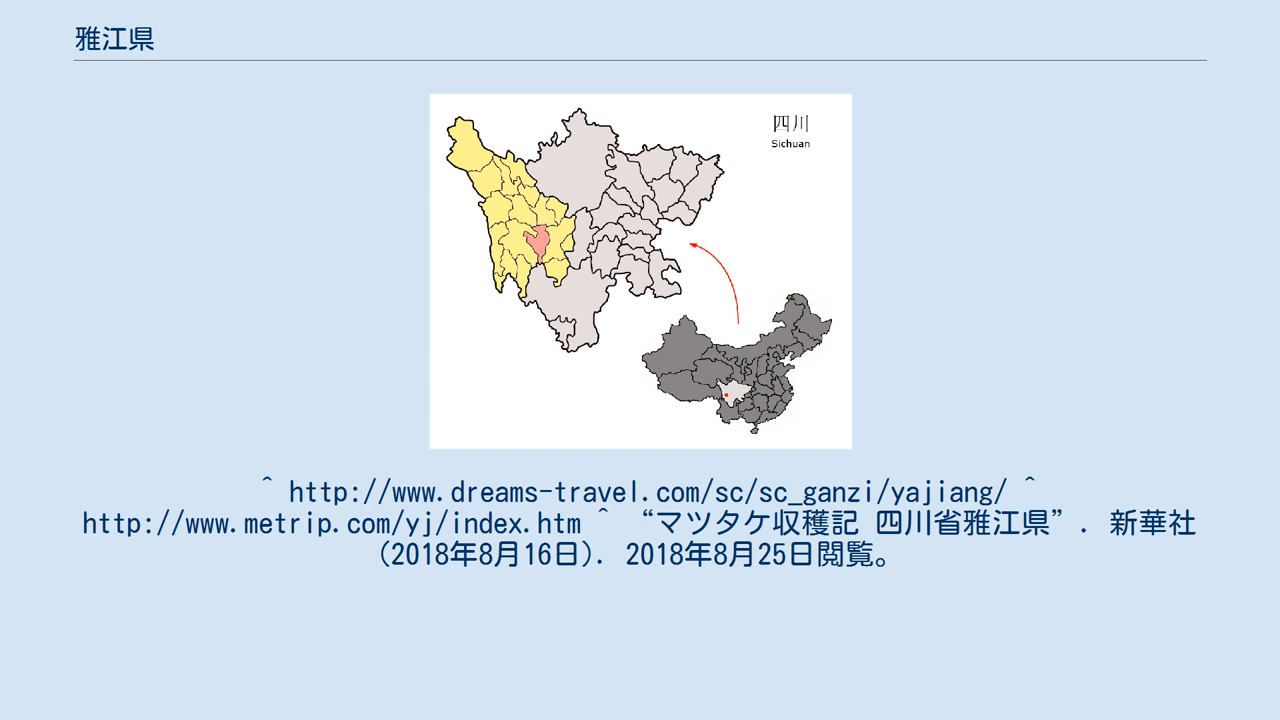 雅江県
四川
Sichuan
^ http://www.dreams-travel.com/sc/sc_ganzi/yajiang/ ^
http://www.metrip.com/yj/index.htm ^ “マツタケ収穫記 四川省雅江県”. 新華社
(2018年8月16日). 2018年8月25日閲覧。